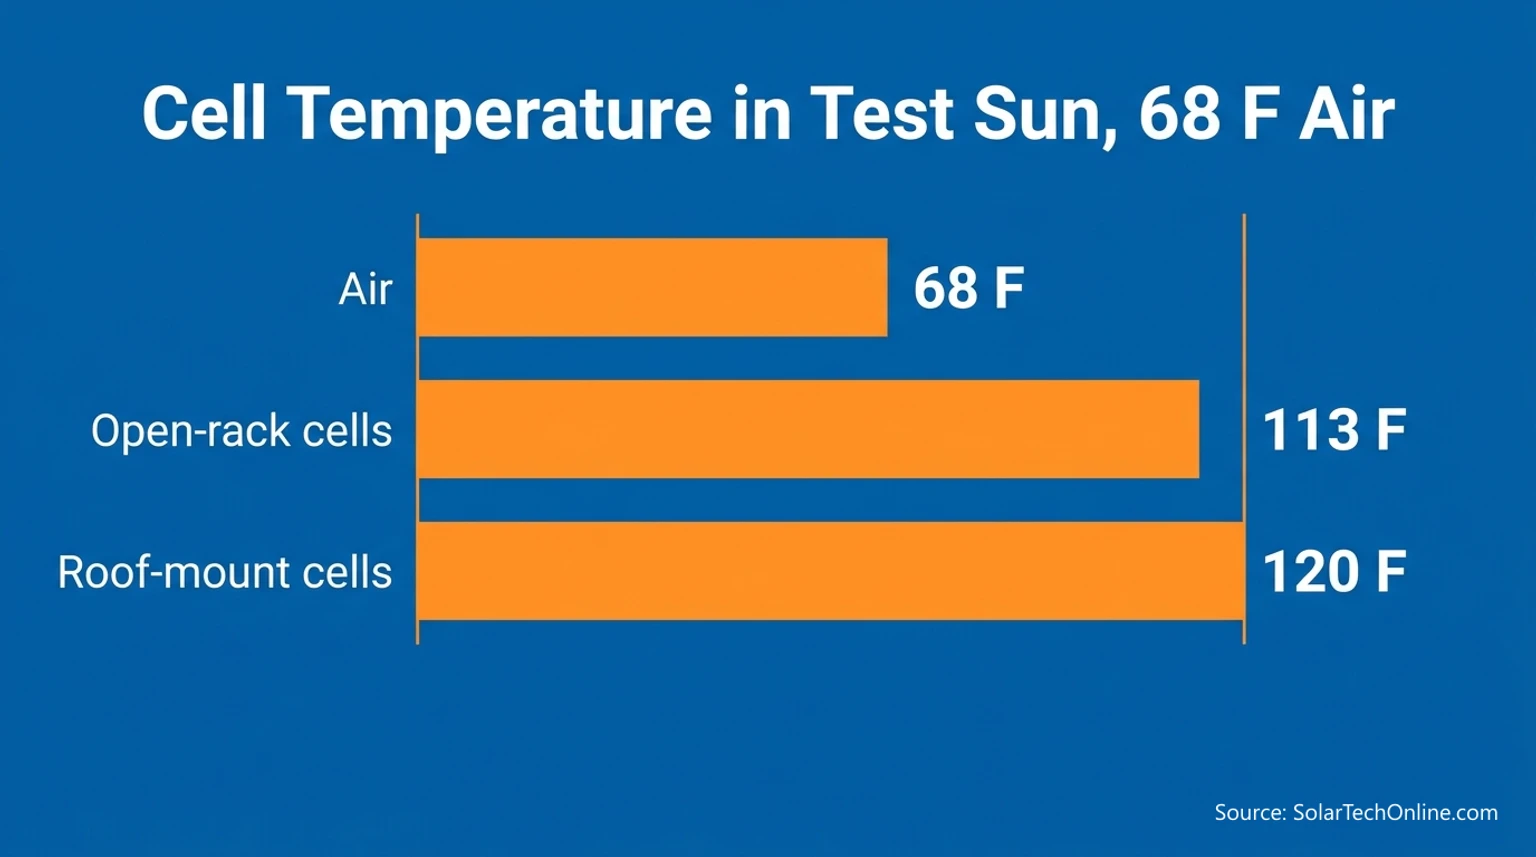 Cell Temperature in Test Sun, 68 F Air
Air 68 F
Open-rack cells 113 F
Roof-mount cells 120 F
Source: SolarTechOnline.com